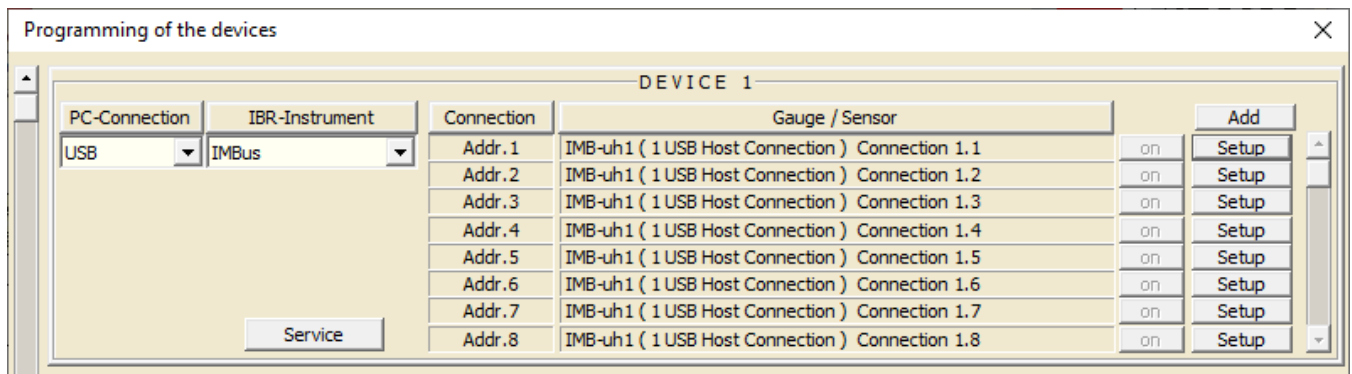 Programming of the devices
DEVICE 1
PC-Connection IBR-Instrument Connection Gauge / Sensor Add
USB IMBus Addr.1 IMB-uh1 ( 1 USB Host Connection ) Connection 1.1 on Setup
Addr.2 IMB-uh1 ( 1 USB Host Connection ) Connection 1.2 on Setup
Addr.3 IMB-uh1 ( 1 USB Host Connection ) Connection 1.3 on Setup
Addr.4 IMB-uh1 ( 1 USB Host Connection ) Connection 1.4 on Setup
Addr.5 IMB-uh1 ( 1 USB Host Connection ) Connection 1.5 on Setup
Addr.6 IMB-uh1 ( 1 USB Host Connection ) Connection 1.6 on Setup
Addr.7 IMB-uh1 ( 1 USB Host Connection ) Connection 1.7 on Setup
Service Addr.8 IMB-uh1 ( 1 USB Host Connection ) Connection 1.8 on Setup